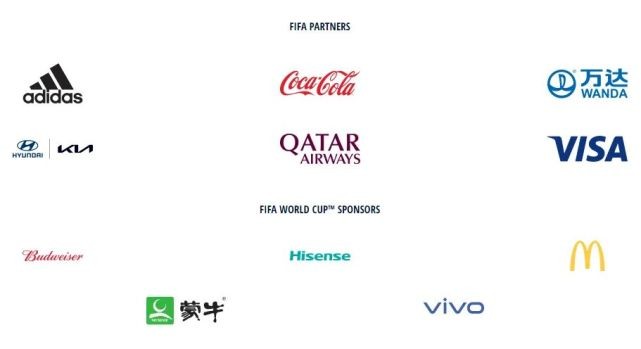 FIFA PARTNERS
adidas
Coca-Cola
万达
WANDA
HYUNDAI
KIA
QATAR
AIRWAYS
VISA
FIFA WORLD CUP™ SPONSORS
Budweiser
Hisense
M
蒙牛®
vivo